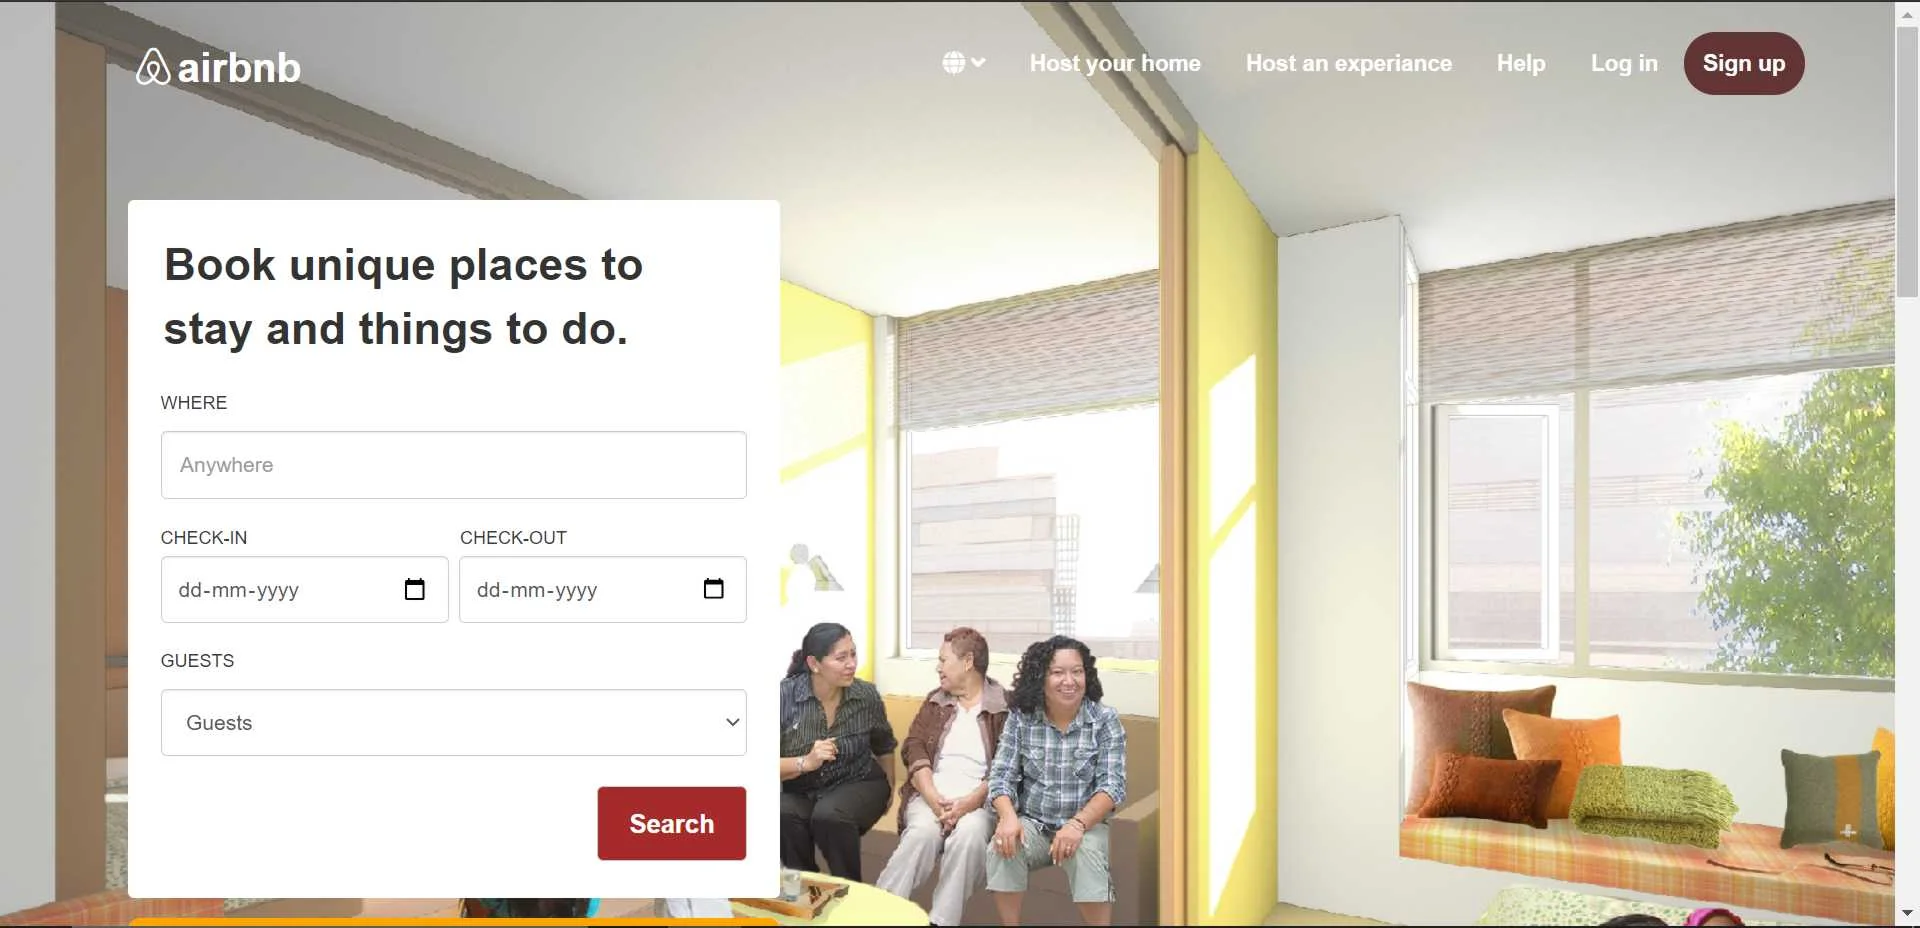 airbnb
Host your home
Host an experiance
Help
Log in
Sign up
Book unique places to
stay and things to do.
WHERE
Anywhere
CHECK-IN
CHECK-OUT
dd-mm-yyyy
dd-mm-yyyy
GUESTS
Guests
Search